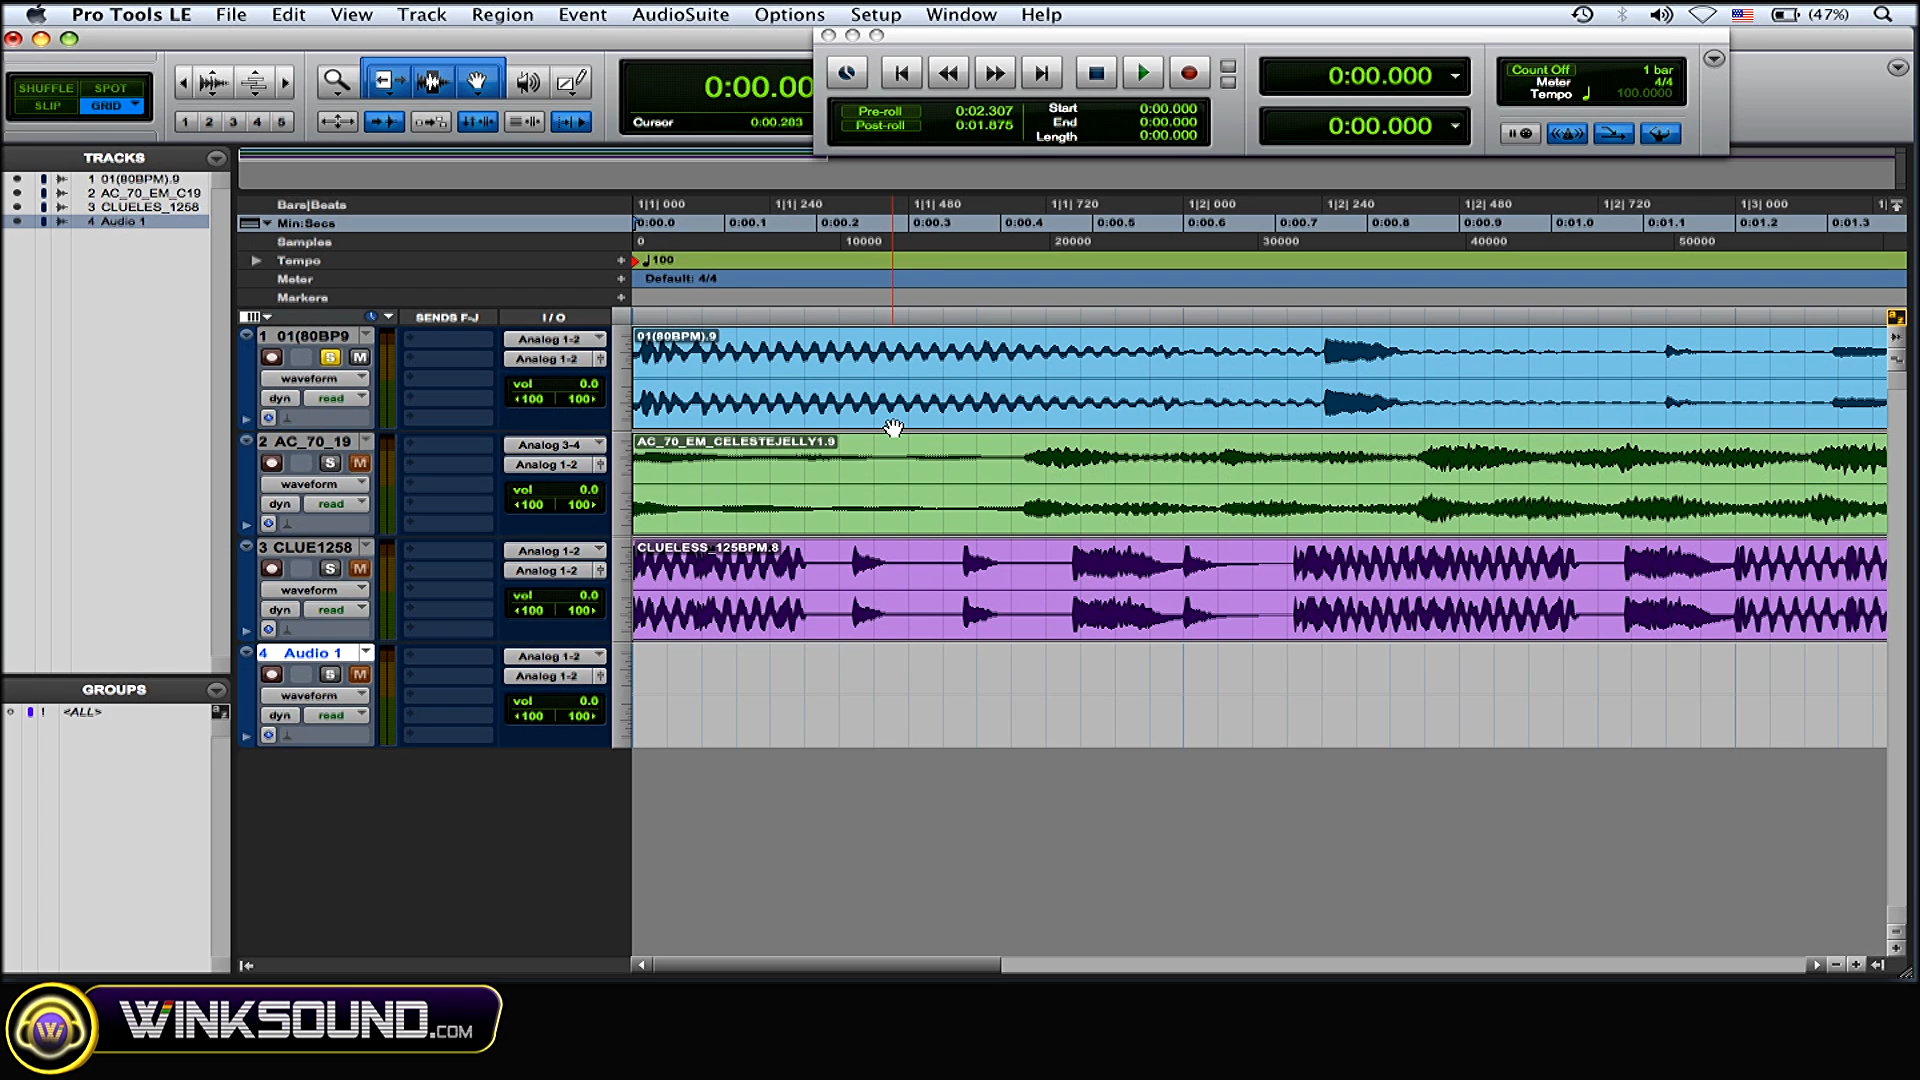 Pro Tools LE File Edit View Track Region Event AudioSuite Options Setup Window Help (47%)
SHUFFLE SPOT
SLIP GRID
1 2 3 4 5
0:00.00
Cursor 0:00.283
Pre-roll 0:02.307
Post-roll 0:01.875
Start 0:00.000
End 0:00.000
Length 0:00.000
0:00.000
0:00.000
Count Off 1 bar
Meter 4/4
Tempo 100.0000
TRACKS
1 01(80BPM).9
2 AC_70_EM_C19
3 CLUELES_1258
4 Audio 1
GROUPS
! <ALL>
a z
Bars|Beats 1|1| 000 1|1| 240 1|1| 480 1|1| 720 1|2| 000 1|2| 240 1|2| 480 1|2| 720 1|3| 000 1|
Min:Secs 0:00.0 0:00.1 0:00.2 0:00.3 0:00.4 0:00.5 0:00.6 0:00.7 0:00.8 0:00.9 0:01.0 0:01.1 0:01.2 0:01.3
Samples 0 10000 20000 30000 40000 50000
Tempo + 100
Meter + Default: 4/4
Markers +
SENDS F-J I / O
1 01(80BP9
S M
waveform
dyn read
Analog 1-2
Analog 1-2
vol 0.0
100 100
01(80BPM).9
2 AC_70_19
S M
waveform
dyn read
Analog 3-4
Analog 1-2
vol 0.0
100 100
AC_70_EM_CELESTEJELLY1.9
3 CLUE1258
S M
waveform
dyn read
Analog 1-2
Analog 1-2
vol 0.0
100 100
CLUELESS_125BPM.8
4 Audio 1
S M
waveform
dyn read
Analog 1-2
Analog 1-2
vol 0.0
100 100
a z
W WINKSOUND.COM